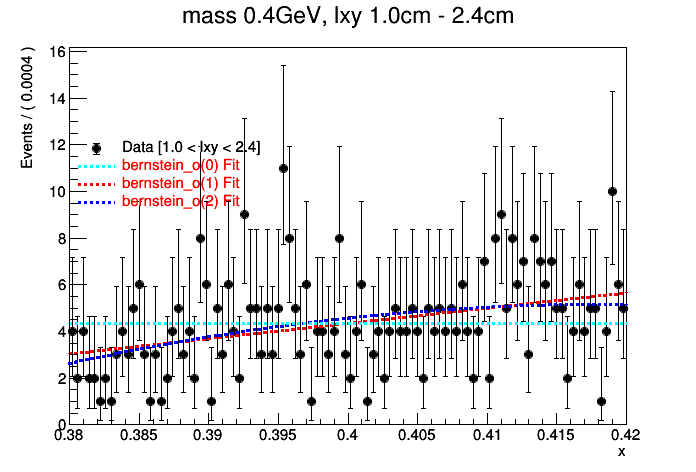 mass 0.4GeV, lxy 1.0cm - 2.4cm
Events / ( 0.0004 )
16
14
12
10
8
6
4
2
0
Data [1.0 < lxy < 2.4]
bernstein_o(0) Fit
bernstein_o(1) Fit
bernstein_o(2) Fit
0.38 0.385 0.39 0.395 0.4 0.405 0.41 0.415 0.42
x